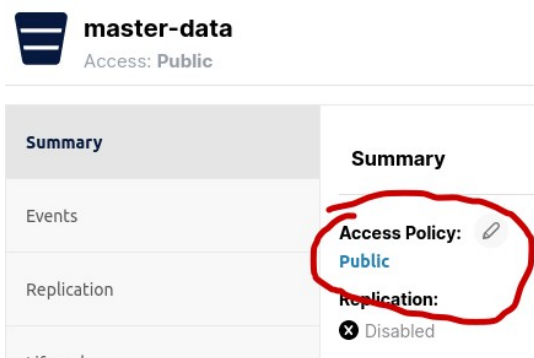 master-data
Access: Public
Summary
Events
Replication
Summary
Access Policy:
Public
Replication:
Disabled